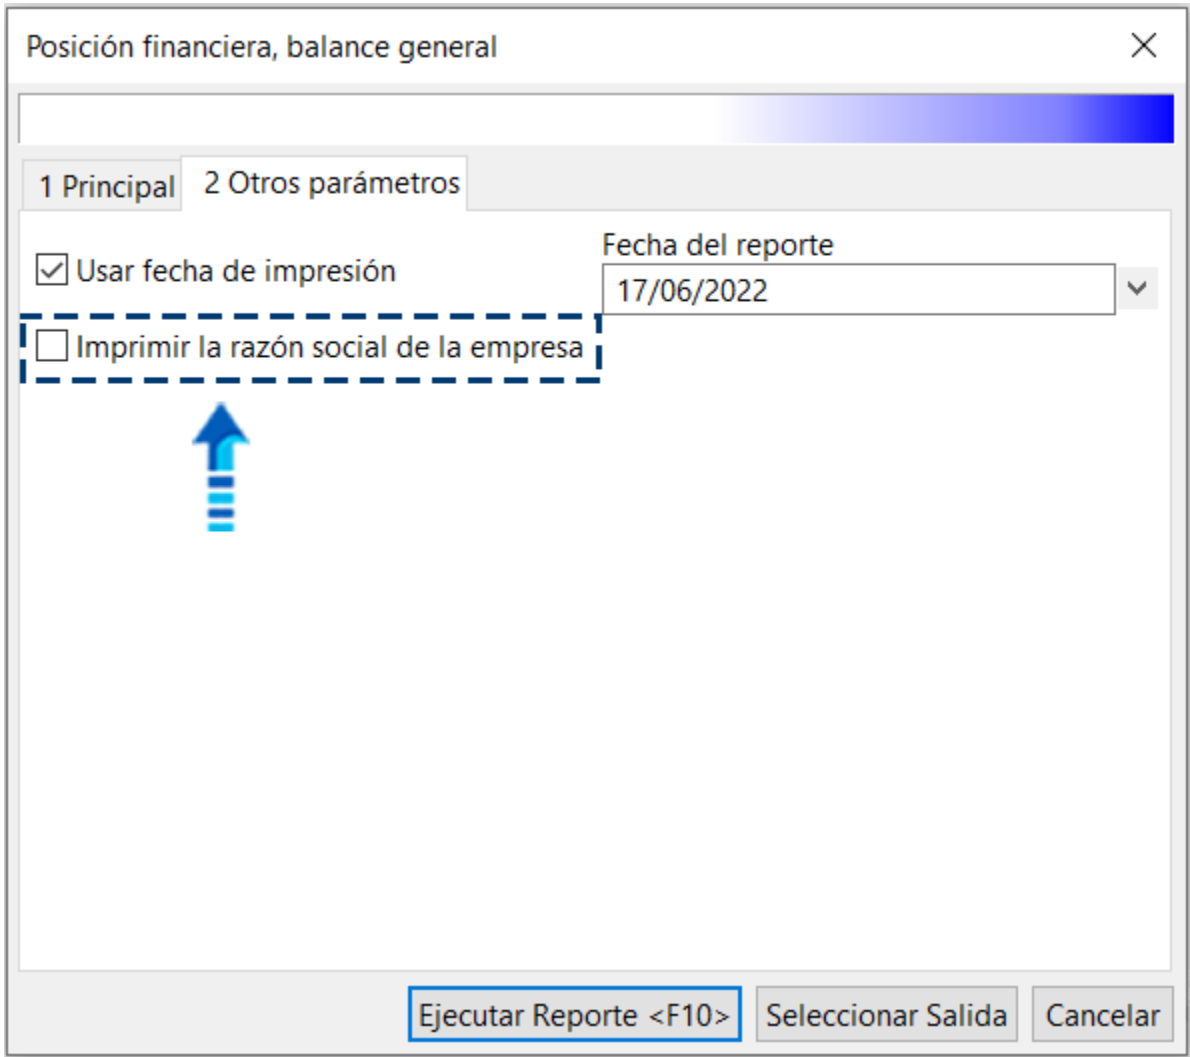 Posición financiera, balance general
1 Principal
2 Otros parámetros
Usar fecha de impresión
Fecha del reporte
17/06/2022
Imprimir la razón social de la empresa
Ejecutar Reporte <F10>
Seleccionar Salida
Cancelar